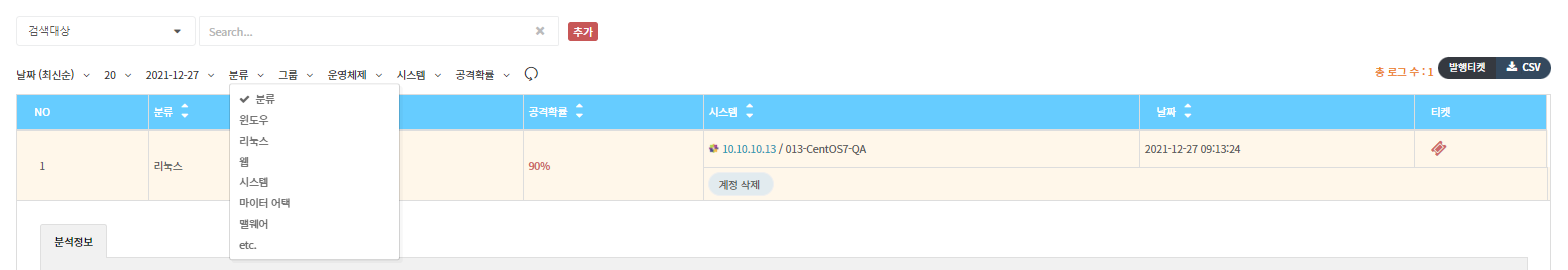 검색대상 Search... 추가
날짜 (최신순) 20 2021-12-27 분류 그룹 운영체제 시스템 공격확률 총 로그 수 : 1 발행티켓 CSV
분류
윈도우
리눅스
웹
시스템
마이터 어택
맬웨어
etc.
NO 분류 공격확률 시스템 날짜 티켓
1 리눅스 90% 10.10.10.13 / 013-CentOS7-QA 2021-12-27 09:13:24
계정 삭제
분석정보